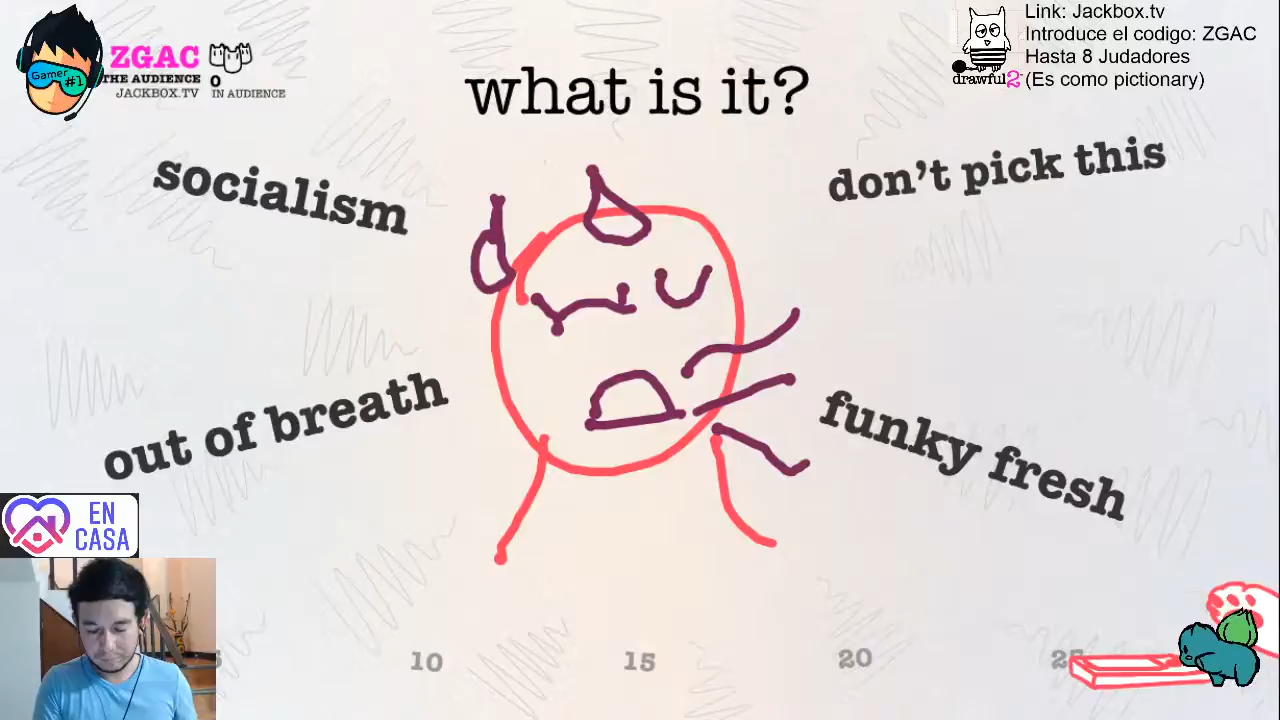 Gamer #1
ZGAC
THE AUDIENCE
JACKBOX.TV
0
IN AUDIENCE
drawful 2
Link: Jackbox.tv
Introduce el codigo: ZGAC
Hasta 8 Judadores
(Es como pictionary)
what is it?
socialism
don't pick this
out of breath
funky fresh
EN
CASA
10
15
20